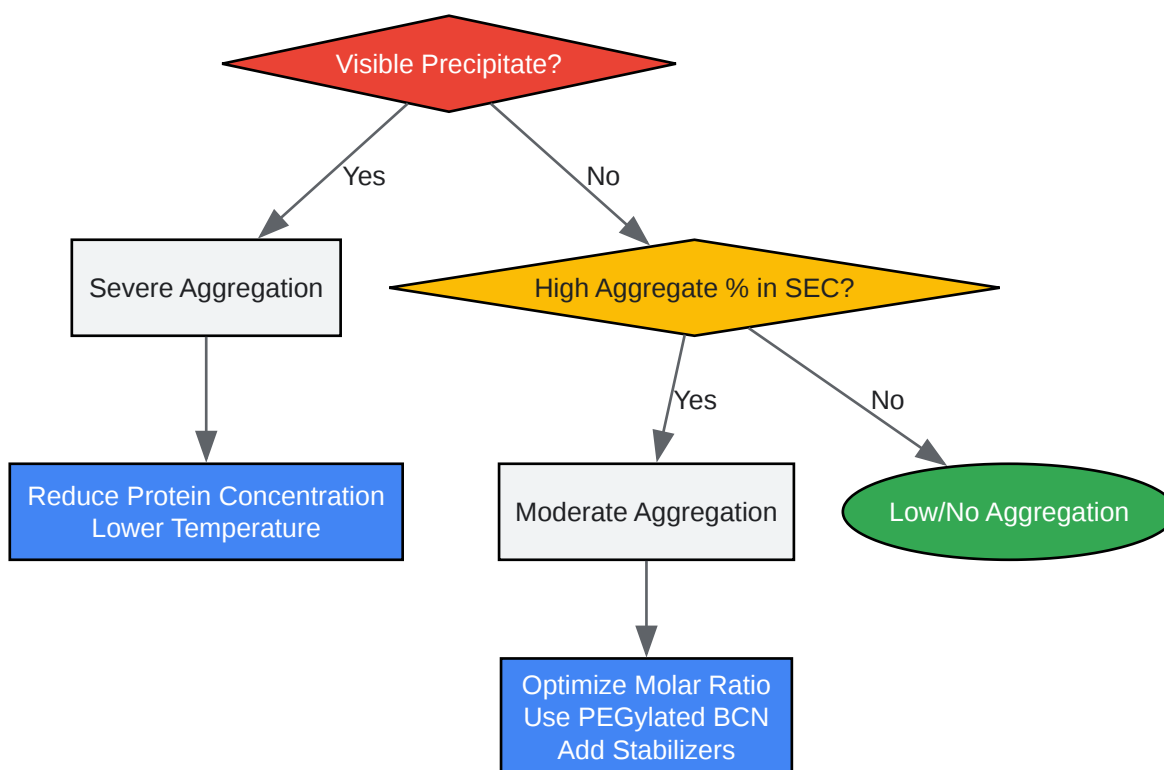 Visible Precipitate?
Yes
No
Severe Aggregation
High Aggregate % in SEC?
Yes
No
Reduce Protein Concentration
Lower Temperature
Moderate Aggregation
Low/No Aggregation
Optimize Molar Ratio
Use PEGylated BCN
Add Stabilizers